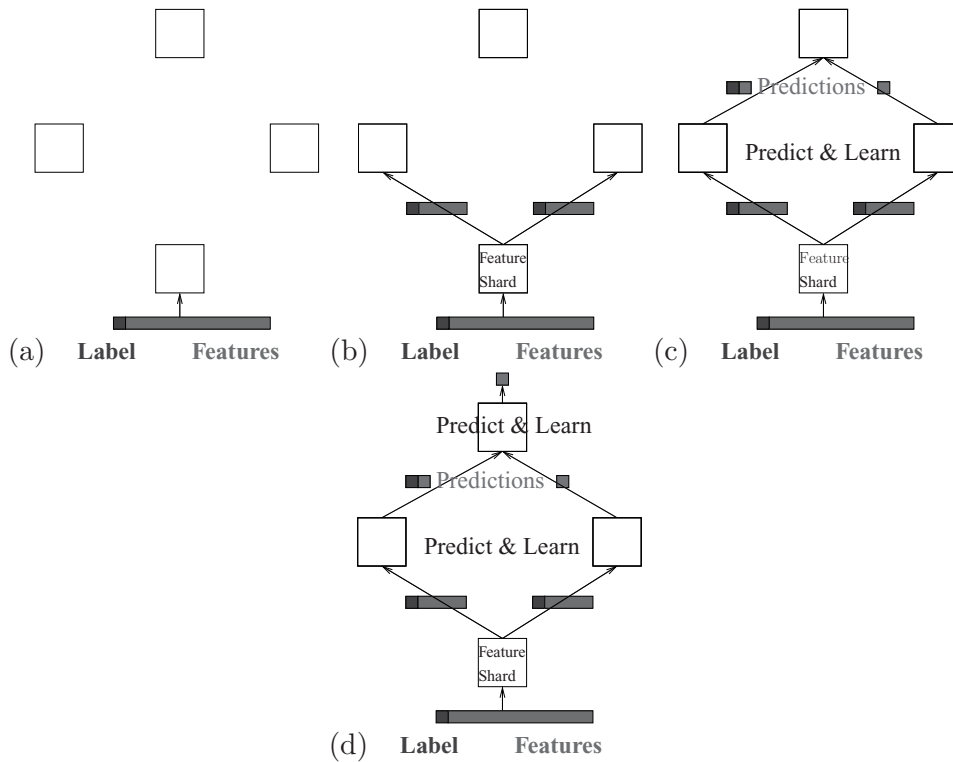 (a) Label Features
Feature
Shard
(b) Label Features
Predictions
Predict & Learn
Feature
Shard
(c) Label Features
Predict & Learn
Predictions
Predict & Learn
Feature
Shard
(d) Label Features